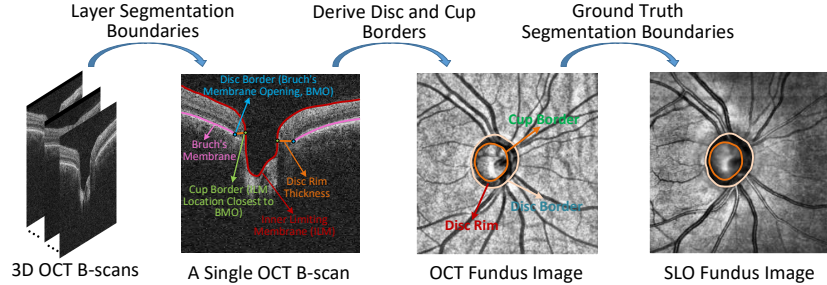 Layer Segmentation
Boundaries
Derive Disc and Cup
Borders
Ground Truth
Segmentation Boundaries
Disc Border (Bruch's
Membrane Opening, BMO)
Bruch's
Membrane
Cup Border (ILM
Location Closest to
BMO)
Disc Rim
Thickness
Inner Limiting
Membrane (ILM)
Cup Border
Disc Border
Disc Rim
3D OCT B-scans
A Single OCT B-scan
OCT Fundus Image
SLO Fundus Image